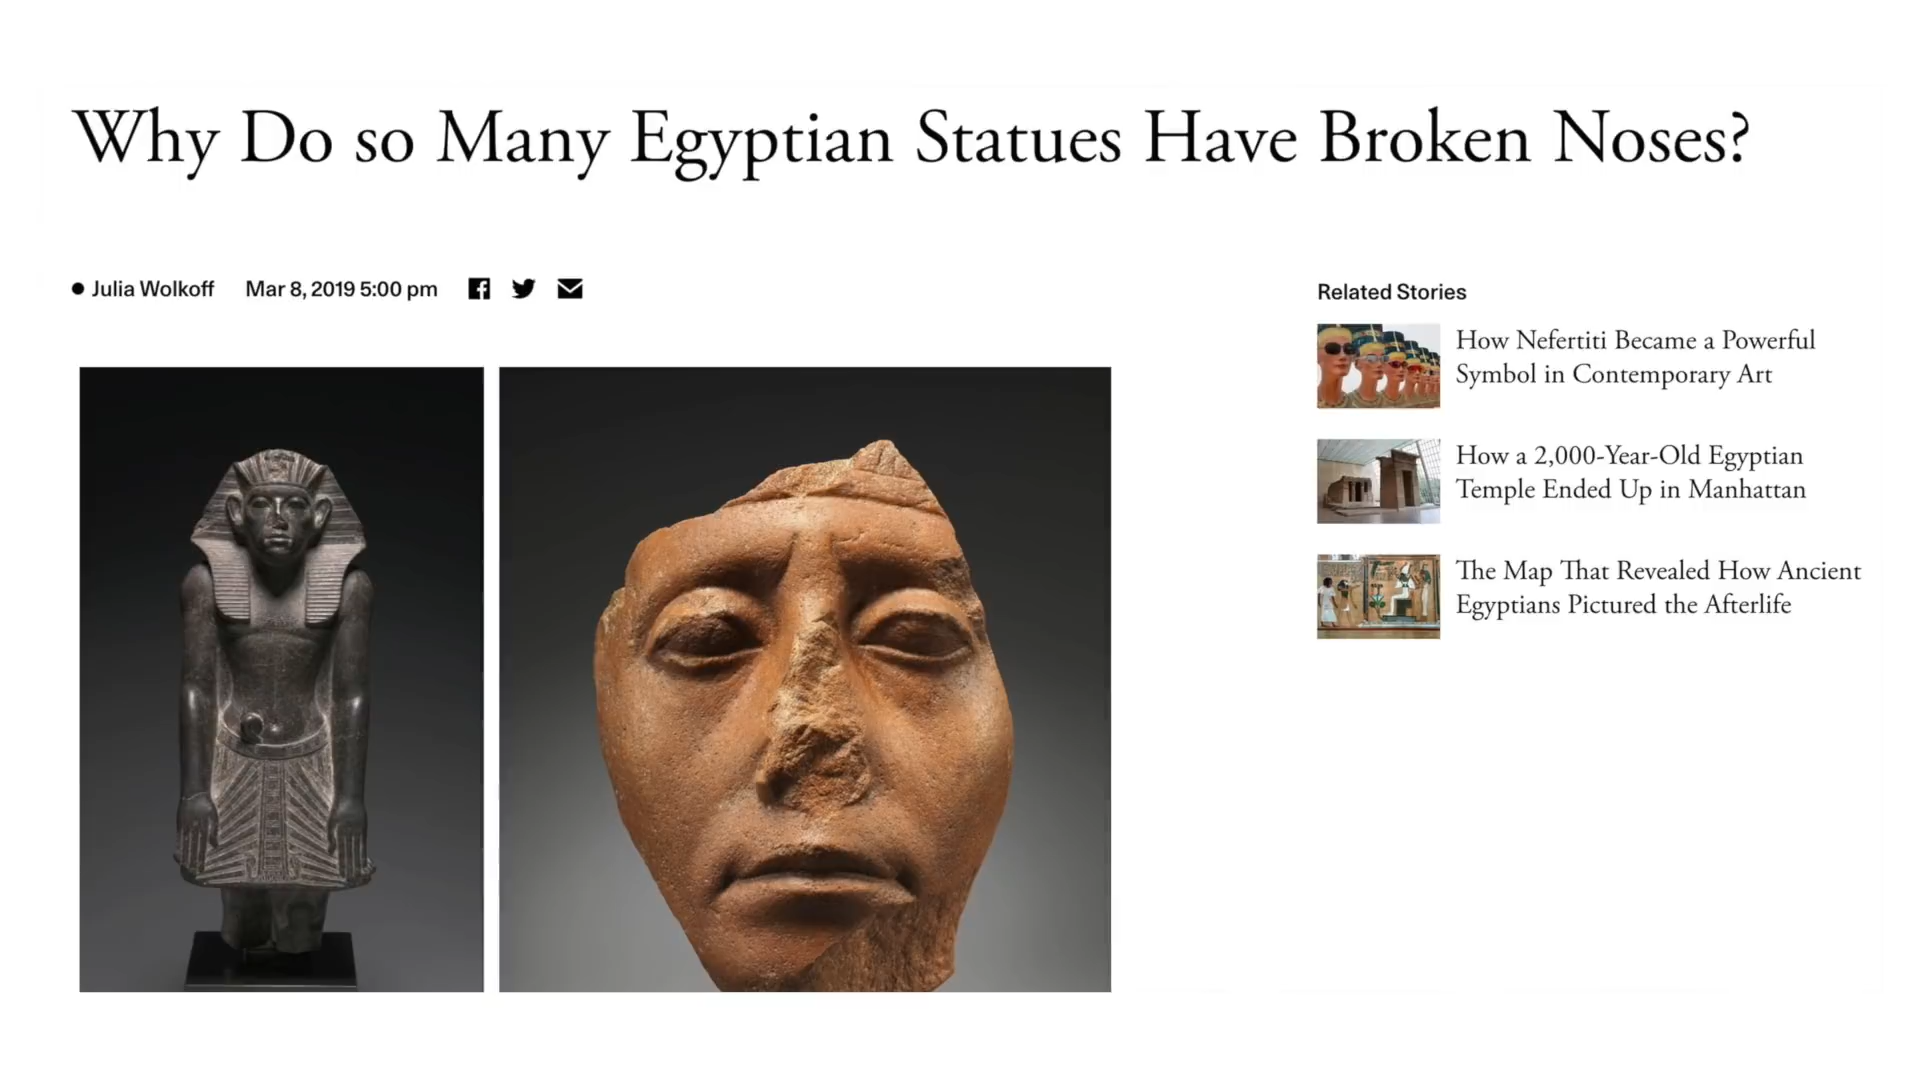 Why Do so Many Egyptian Statues Have Broken Noses?
Julia Wolkoff Mar 8, 2019 5:00 pm
Related Stories
How Nefertiti Became a Powerful
Symbol in Contemporary Art
How a 2,000-Year-Old Egyptian
Temple Ended Up in Manhattan
The Map That Revealed How Ancient
Egyptians Pictured the Afterlife